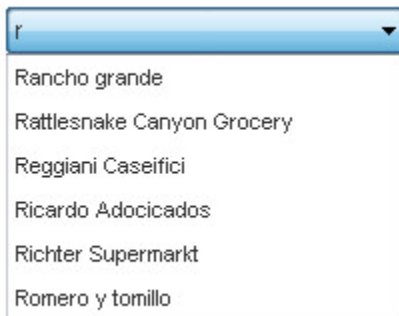 r
Rancho grande
Rattlesnake Canyon Grocery
Reggiani Caseifici
Ricardo Adocicados
Richter Supermarkt
Romero y tomillo